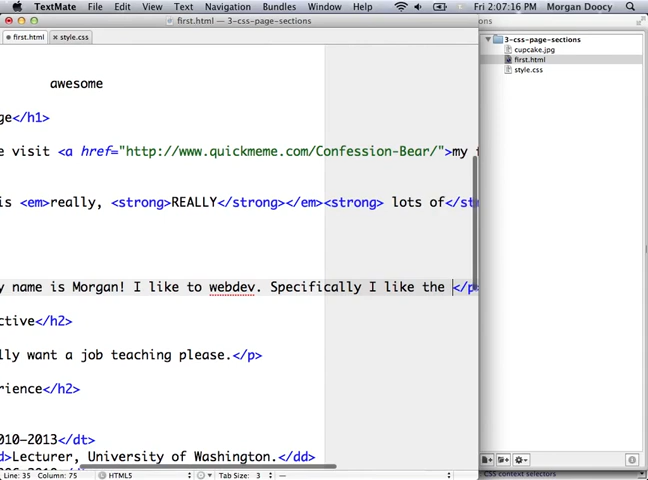 TextMate File Edit View Text Navigation Bundles Window Help Fri 2:07:16 PM Morgan Doocy
first.html — 3-css-page-sections
first.html style.css
3-css-page-sections
cupcake.jpg
first.html
style.css
awesome
ge</h1>
e visit <a href="http://www.quickmeme.com/Confession-Bear/">my
is <em>really, <strong>REALLY</strong></em><strong> lots of</st
y name is Morgan! I like to webdev. Specifically I like the </p>
ctive</h2>
lly want a job teaching please.</p>
rience</h2>
010-2013</dt>
d>Lecturer, University of Washington.</dd>
Line: 35 Column: 75 HTML5 Tab Size: 3 —
CSS context selectors